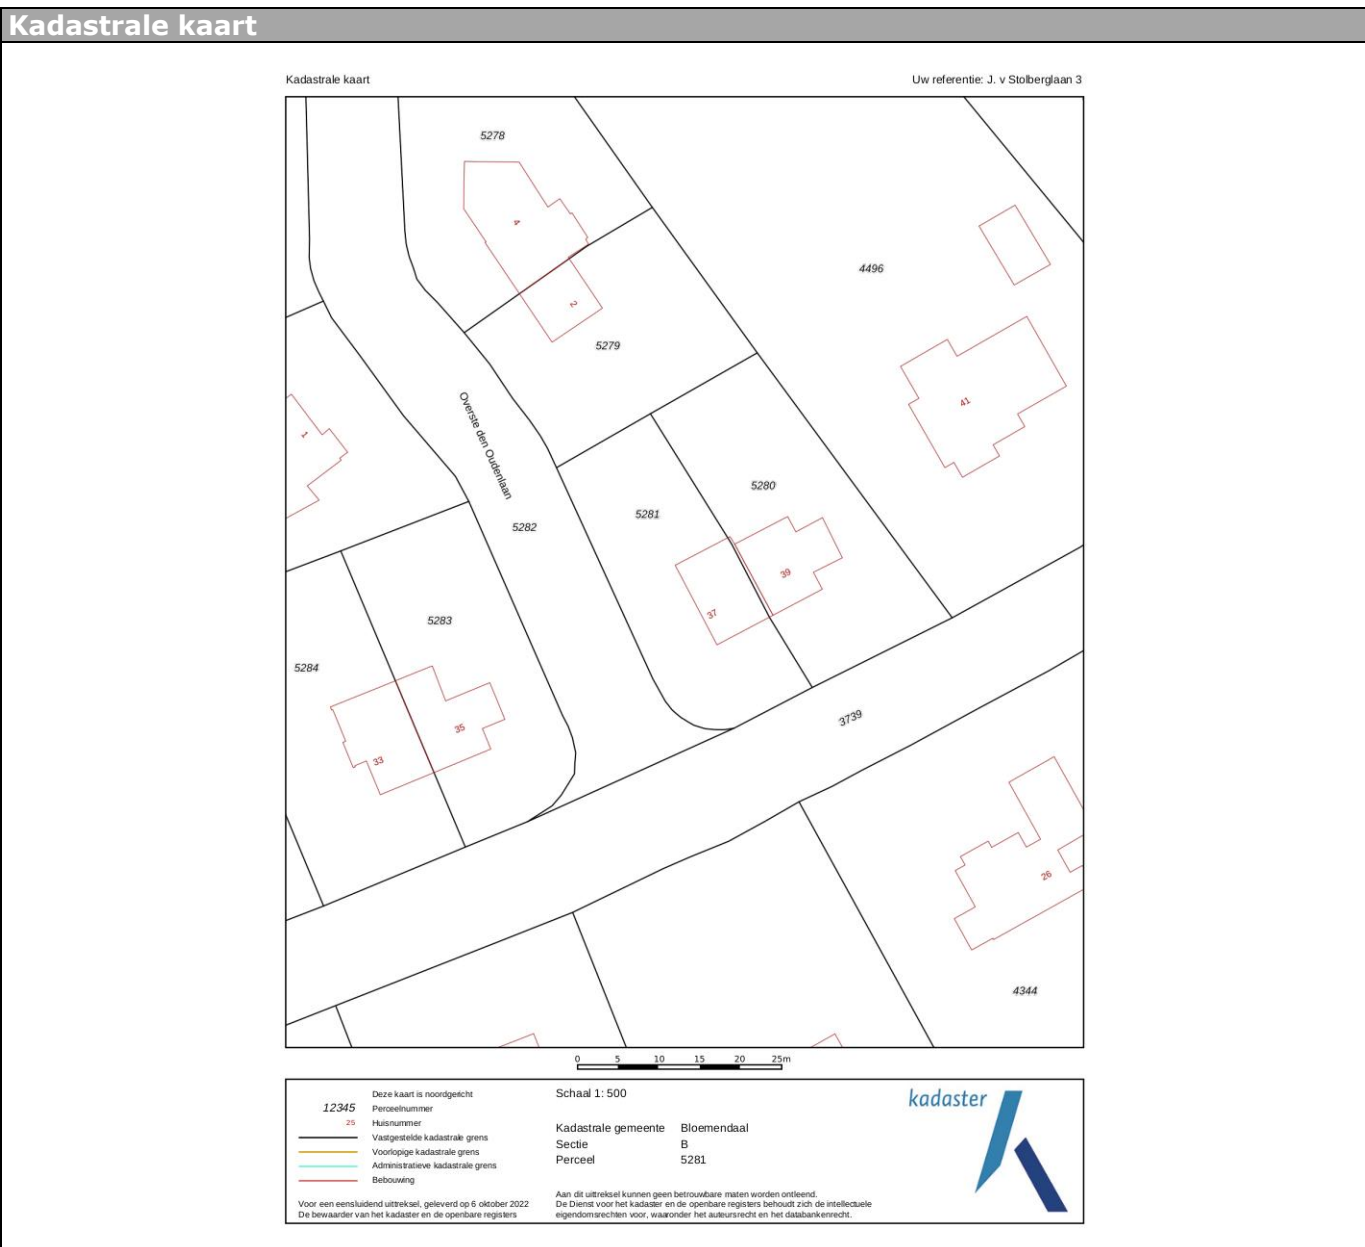 Kadastrale kaart
Kadastrale kaart
Uw referentie: J. v Stolberglaan 3
5278
4
4496
2
5279
41
1
Overste den Oudenlaan
5280
5281
5282
39
37
5283
5284
35
33
3739
26
4344
0 5 10 15 20 25m
Deze kaart is noordgericht
12345 Perceelnummer
25 Huisnummer
Vastgestelde kadastrale grens
Voorlopige kadastrale grens
Administratieve kadastrale grens
Bebouwing
Voor een eensluidend uittreksel, geleverd op 6 oktober 2022
De bewaarder van het kadaster en de openbare registers
Schaal 1: 500
Kadastrale gemeente Bloemendaal
Sectie B
Perceel 5281
Aan dit uittreksel kunnen geen betrouwbare maten worden ontleend.
De Dienst voor het kadaster en de openbare registers behoudt zich de intellectuele
eigendomsrechten voor, waaronder het auteursrecht en het databankenrecht.
kadaster